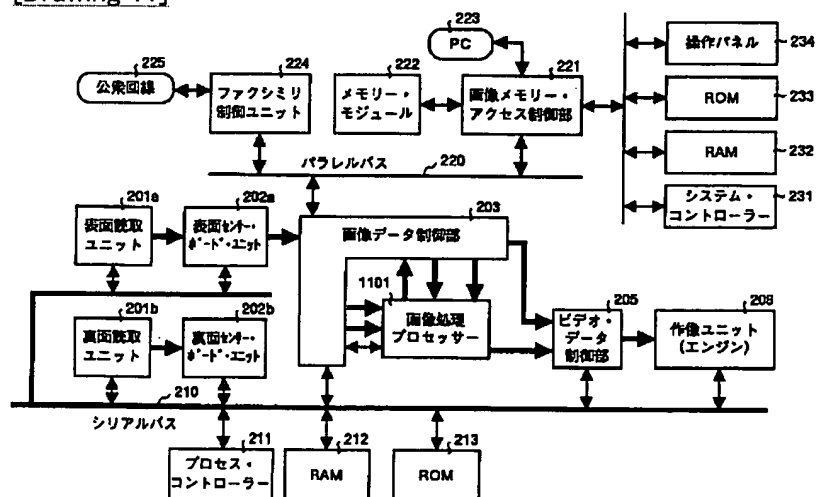 223
PC
225
公衆回線
224
ファクシミリ
制御ユニット
222
メモリー・
モジュール
221
画像メモリー・
アクセス制御部
操作パネル
234
ROM
233
RAM
232
システム・
コントローラー
231
パラレルバス
220
201a
表面読取
ユニット
202a
表面センサー・
ボード・ユニット
203
画像データ制御部
1101
画像処理
プロセッサー
205
ビデオ・
データ
制御部
208
作像ユニット
(エンジン)
201b
裏面読取
ユニット
202b
裏面センサー・
ボード・ユニット
210
シリアルバス
211
プロセス・
コントローラー
212
RAM
213
ROM